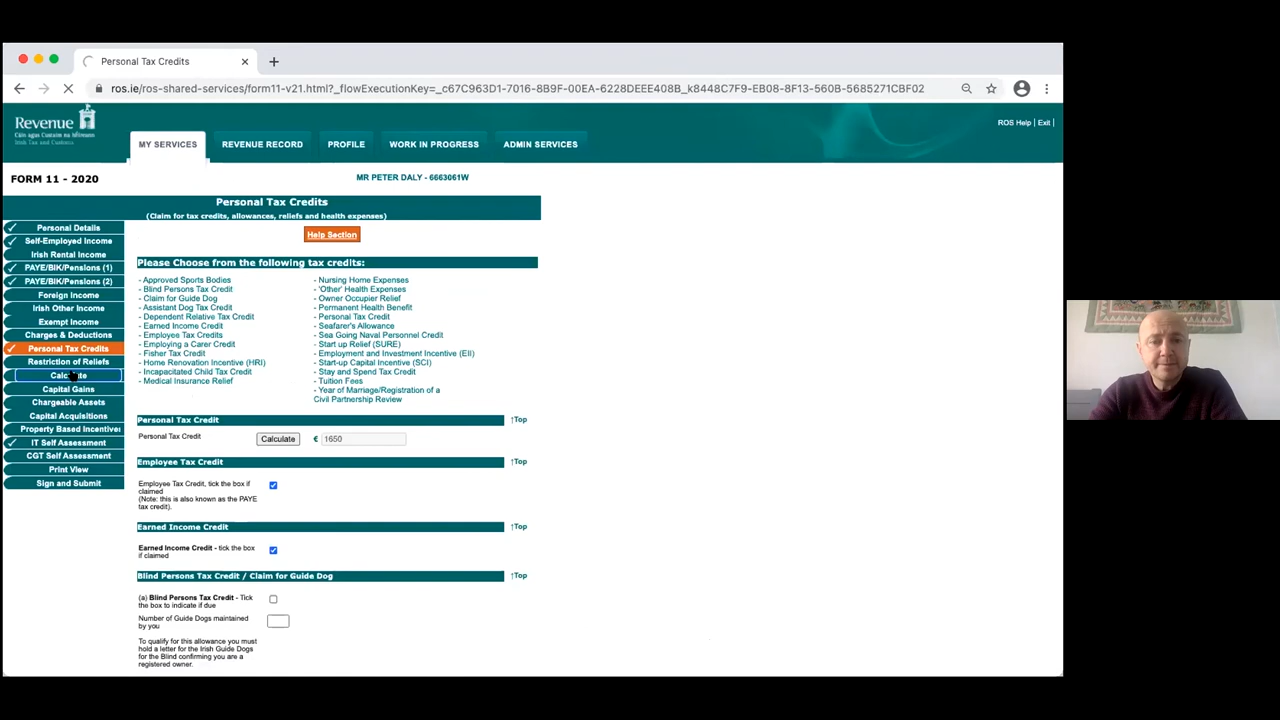 Personal Tax Credits
ros.ie/ros-shared-services/form11-v21.html?_flowExecutionKey=_c67C963D1-7016-8B9F-00EA-6228DEEE408B_k8448C7F9-EB08-8F13-560B-5685271CBF02
Revenue
Cáin agus Custaim na hÉireann
Irish Tax and Customs
ROS Help | Exit |
MY SERVICES
REVENUE RECORD
PROFILE
WORK IN PROGRESS
ADMIN SERVICES
FORM 11 - 2020
MR PETER DALY - 6663061W
Personal Details
Self-Employed Income
Irish Rental Income
PAYE/BIK/Pensions (1)
PAYE/BIK/Pensions (2)
Foreign Income
Irish Other Income
Exempt Income
Charges & Deductions
Personal Tax Credits
Restriction of Reliefs
Capital Gains
Chargeable Assets
Capital Acquisitions
Property Based Incentives
IT Self Assessment
CGT Self Assessment
Print View
Sign and Submit
Personal Tax Credits
(Claim for tax credits, allowances, reliefs and health expenses)
Help Section
Please Choose from the following tax credits:
- Approved Sports Bodies
- Blind Persons Tax Credit
- Claim for Guide Dog
- Assistant Dog Tax Credit
- Dependent Relative Tax Credit
- Earned Income Credit
- Employee Tax Credits
- Employing a Carer Credit
- Fisher Tax Credit
- Home Renovation Incentive (HRI)
- Incapacitated Child Tax Credit
- Medical Insurance Relief
- Nursing Home Expenses
- 'Other' Health Expenses
- Owner Occupier Relief
- Permanent Health Benefit
- Personal Tax Credit
- Seafarer's Allowance
- Sea Going Naval Personnel Credit
- Start up Relief (SURE)
- Employment and Investment Incentive (EII)
- Start-up Capital Incentive (SCI)
- Stay and Spend Tax Credit
- Tuition Fees
- Year of Marriage/Registration of a
Civil Partnership Review
Personal Tax Credit ↑Top
Personal Tax Credit Calculate € 1650
Employee Tax Credit ↑Top
Employee Tax Credit, tick the box if
claimed
(Note: this is also known as the PAYE
tax credit).
Earned Income Credit ↑Top
Earned Income Credit - tick the box
if claimed
Blind Persons Tax Credit / Claim for Guide Dog ↑Top
(a) Blind Persons Tax Credit - Tick
the box to indicate if due
Number of Guide Dogs maintained
by you
To qualify for this allowance you must
hold a letter for the Irish Guide Dogs
for the Blind confirming you are a
registered owner.